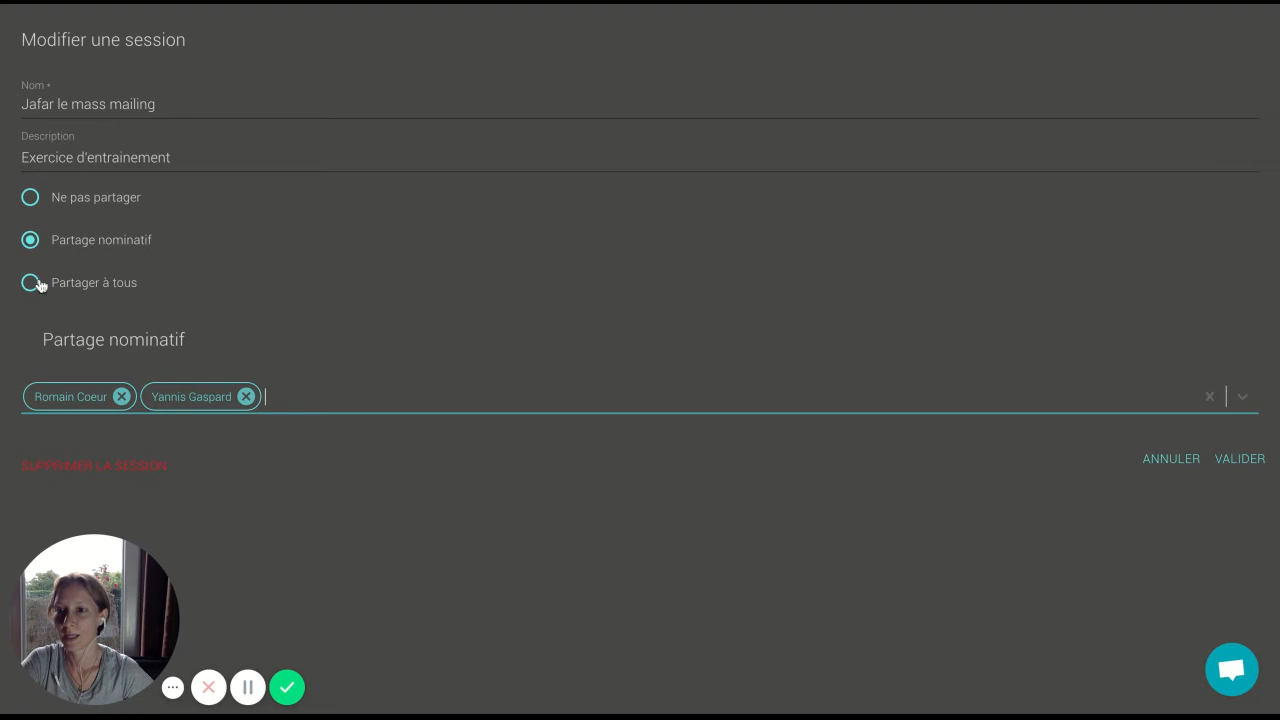 Modifier une session
Nom *
Jafar le mass mailing
Description
Exercice d'entrainement
Ne pas partager
Partage nominatif
Partager à tous
Partage nominatif
Romain Coeur Yannis Gaspard
SUPPRIMER LA SESSION
ANNULER VALIDER